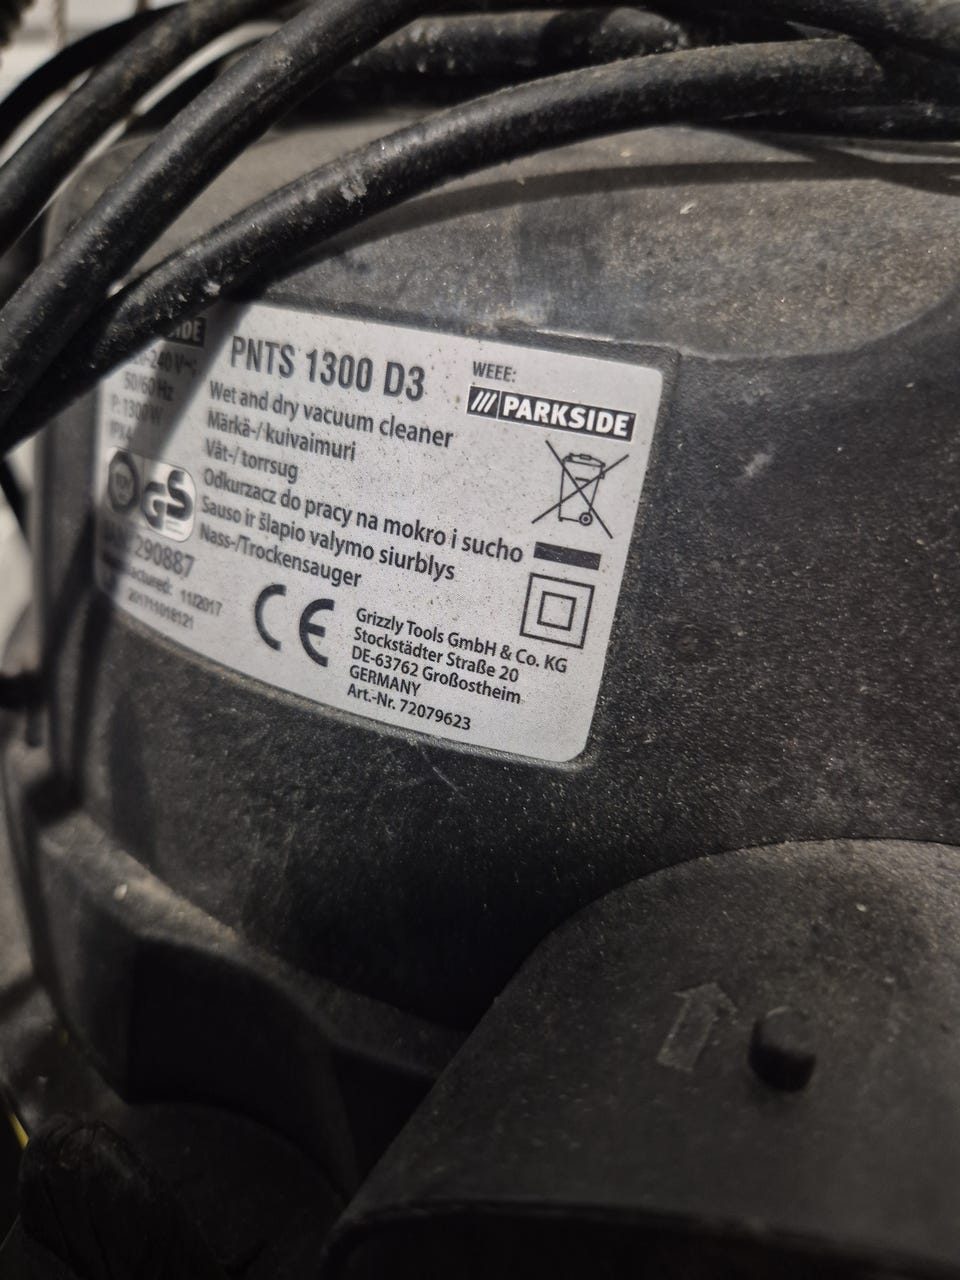 PNTS 1300 D3
Wet and dry vacuum cleaner
Märkä-/kuivaimuri
Våt-/torrsug
Odkurzacz do pracy na mokro i sucho
Sauso ir šlapio valymo siurblys
Nass-/Trockensauger
WEEE:
PARKSIDE
50/60 Hz
P: 1300 W
GS
290887
11/2017
CE
Grizzly Tools GmbH & Co. KG
Stockstädter Straße 20
DE-63762 Großostheim
GERMANY
Art.-Nr. 72079623